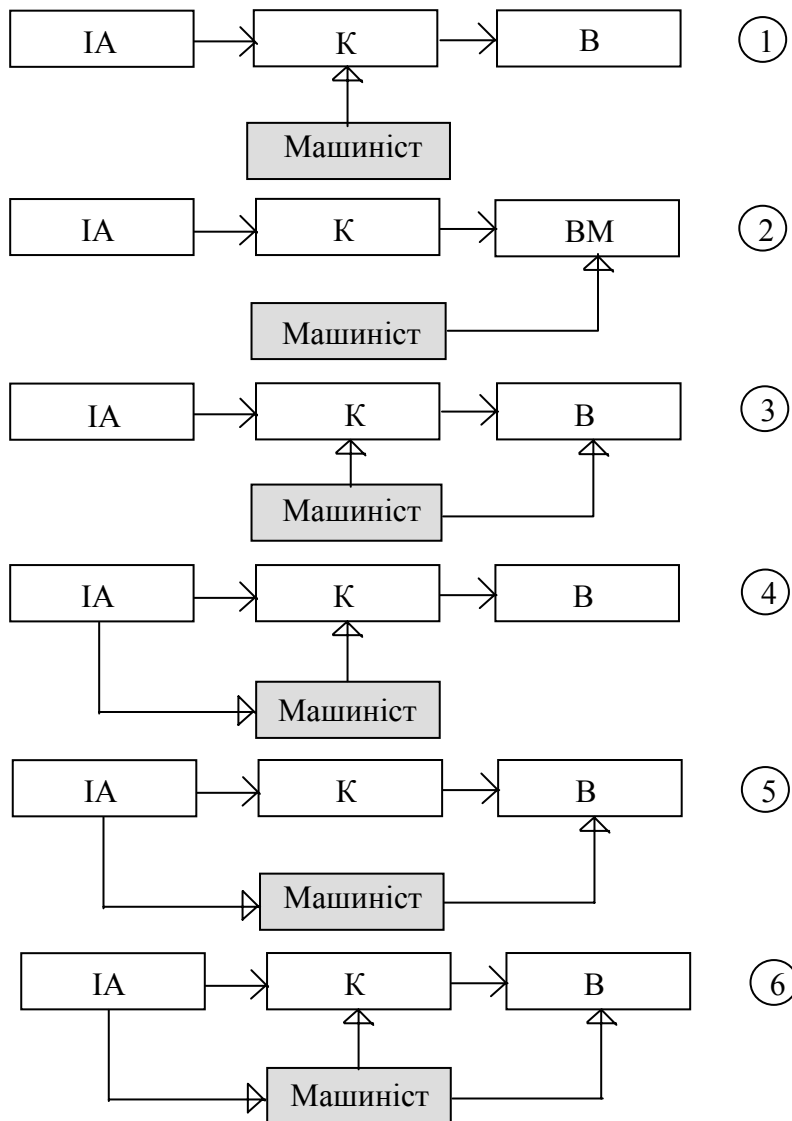 ІА К В 1
Машиніст
ІА К ВМ 2
Машиніст
ІА К В 3
Машиніст
ІА К В 4
Машиніст
ІА К В 5
Машиніст
ІА К В 6
Машиніст